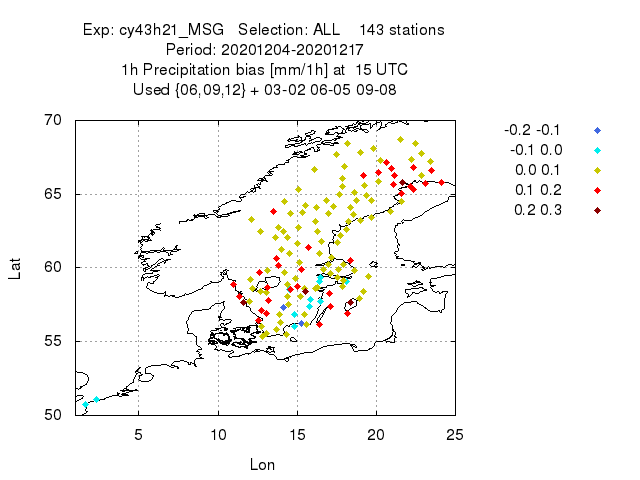 Exp: cy43h21_MSG Selection: ALL 143 stations
Period: 20201204-20201217
1h Precipitation bias [mm/1h] at 15 UTC
Used {06,09,12} + 03-02 06-05 09-08
-0.2 -0.1
-0.1 0.0
0.0 0.1
0.1 0.2
0.2 0.3
70
65
60
55
50
Lat
5 10 15 20 25
Lon